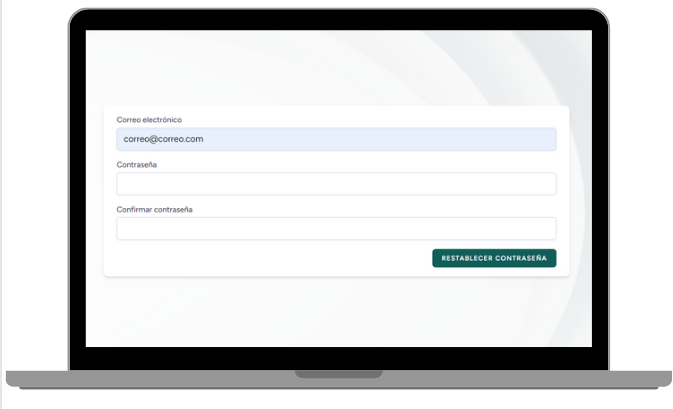 Correo electrónico
correo@correo.com
Contraseña
Confirmar contraseña
RESTABLECER CONTRASEÑA